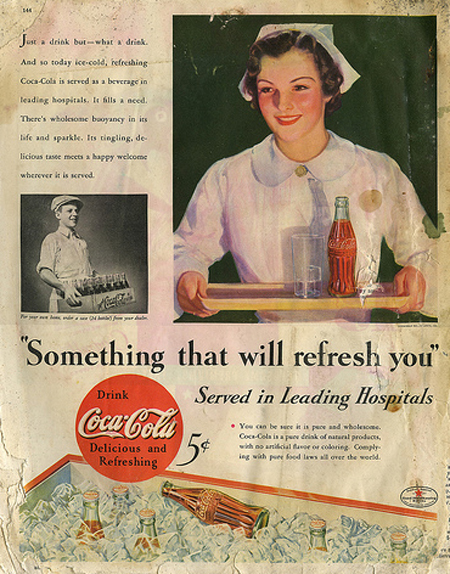 144
Just a drink but—what a drink.
And so today ice-cold, refreshing
Coca-Cola is served as a beverage in
leading hospitals. It fills a need.
There's wholesome buoyancy in its
life and sparkle. Its tingling, de-
licious taste meets a happy welcome
wherever it is served.
Coca-Cola
For your own home, order a case (24 bottles) from your dealer.
"Something that will refresh you"
Served in Leading Hospitals
Drink
Coca-Cola
Delicious and
Refreshing
5¢
• You can be sure it is pure and wholesome.
Coca-Cola is a pure drink of natural products,
with no artificial flavor or coloring. Comply-
ing with pure food laws all over the world.